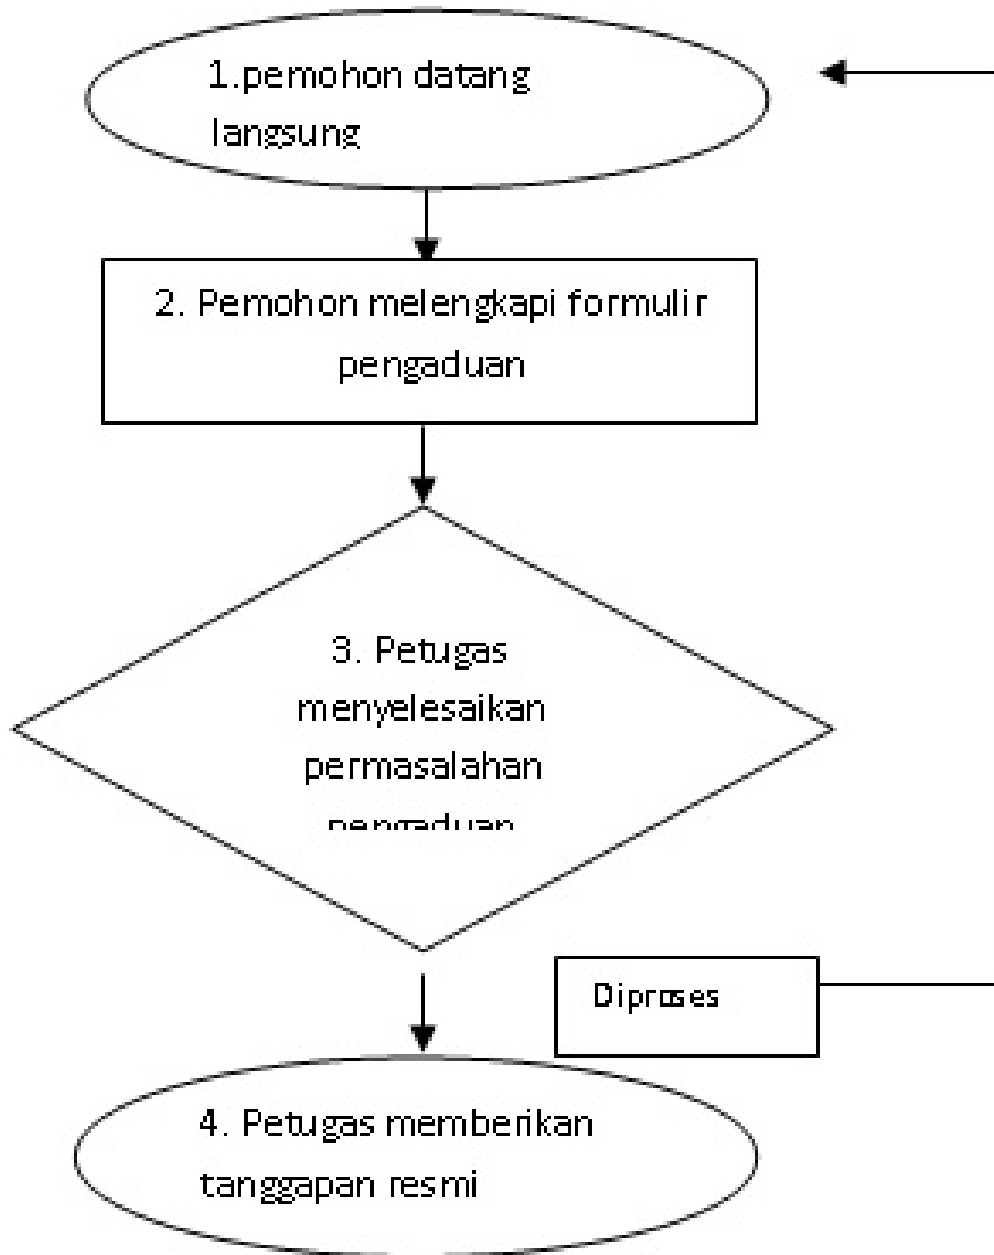 1.pemohon datang
langsung
2. Pemohon melengkapi formulir
pengaduan
3. Petugas
menyelesaikan
permasalahan
pengaduan
Diproses
4. Petugas memberikan
tanggapan resmi